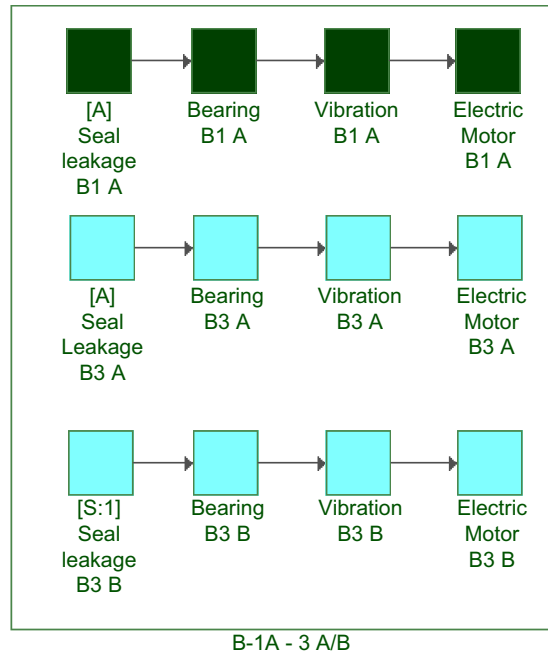 [A]
Seal
leakage
B1 A
Bearing
B1 A
Vibration
B1 A
Electric
Motor
B1 A
[A]
Seal
Leakage
B3 A
Bearing
B3 A
Vibration
B3 A
Electric
Motor
B3 A
[S:1]
Seal
leakage
B3 B
Bearing
B3 B
Vibration
B3 B
Electric
Motor
B3 B
B-1A - 3 A/B